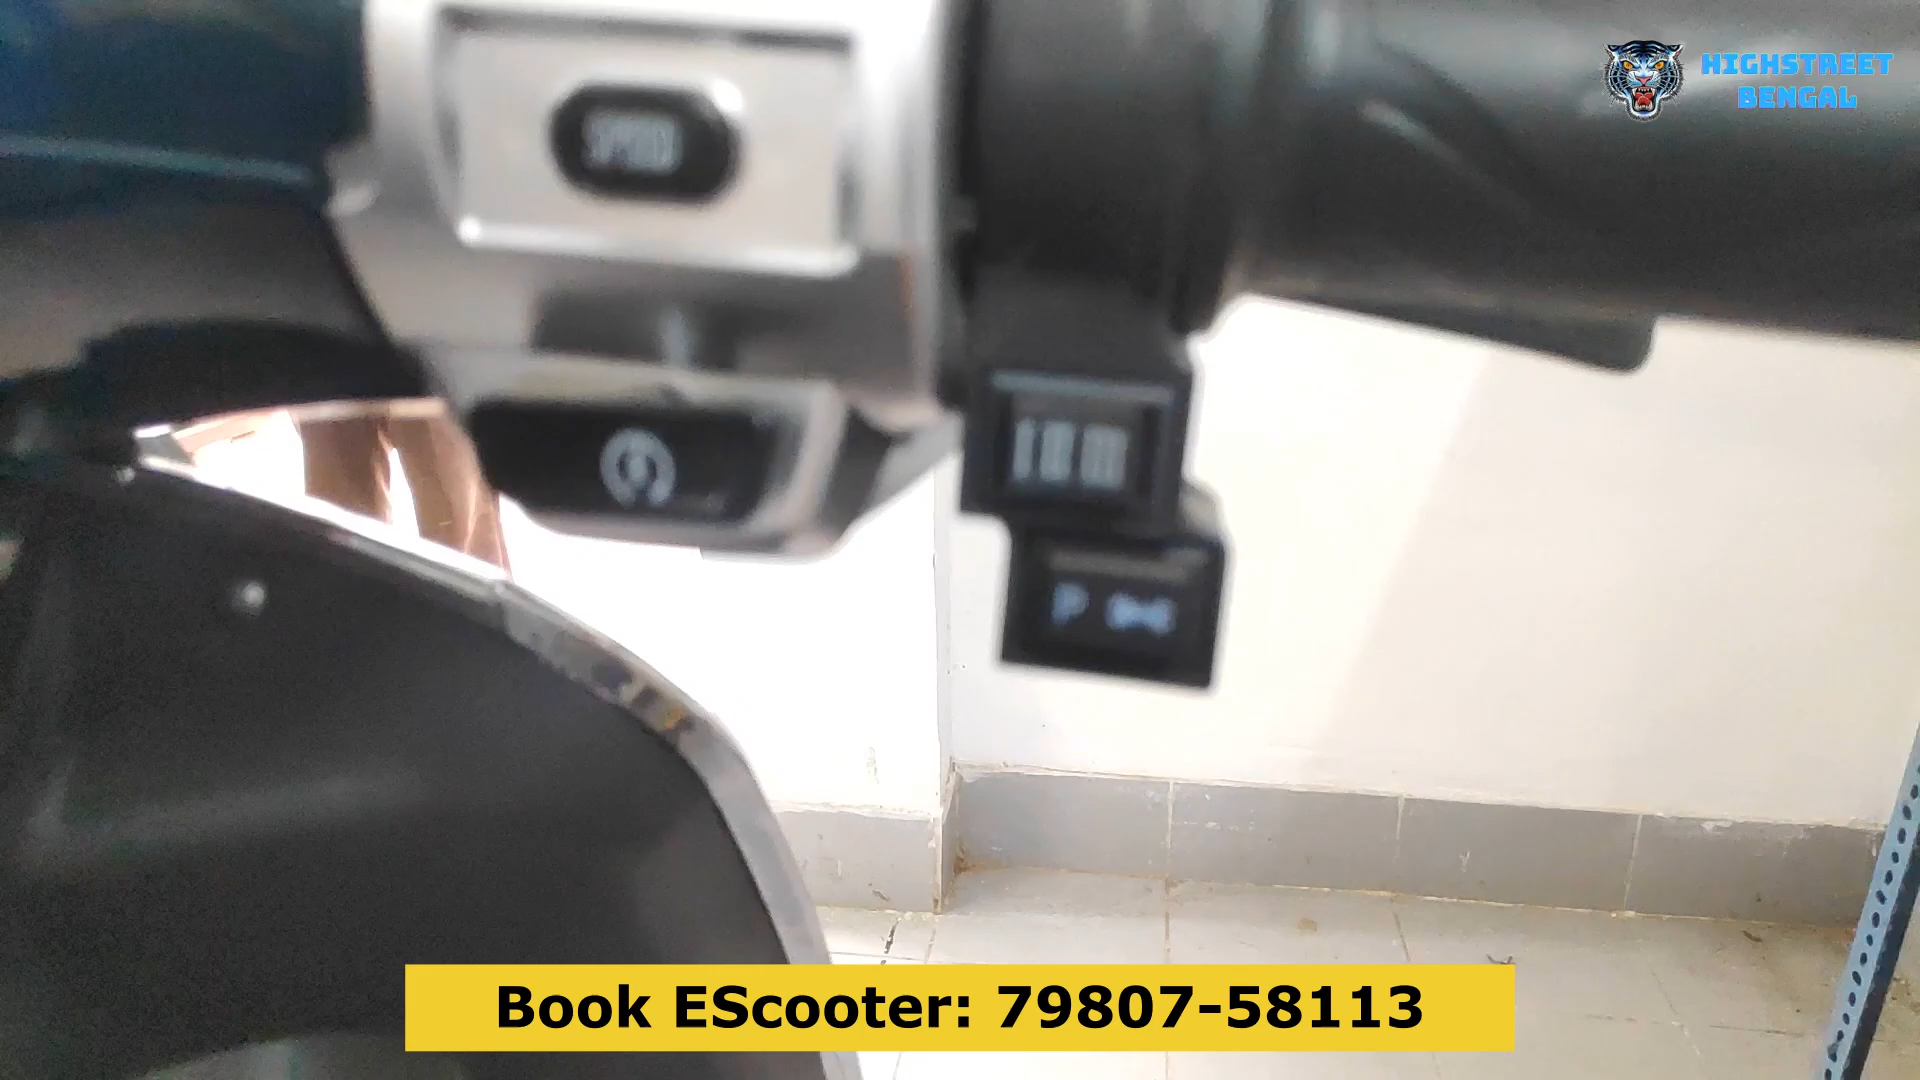 HIGHSTREET
BENGAL
SPEED
P
Book EScooter: 79807-58113